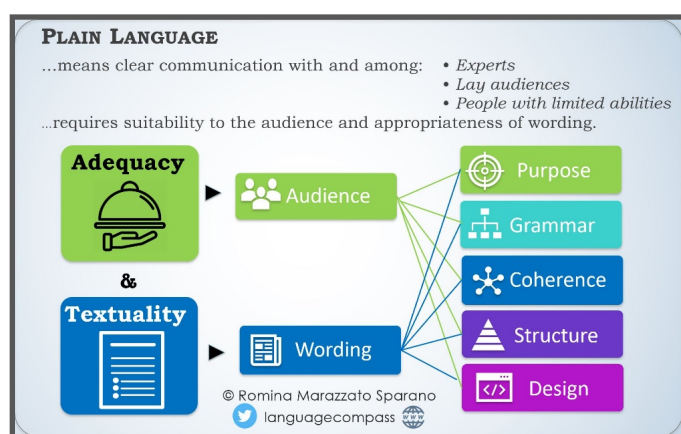 PLAIN LANGUAGE
...means clear communication with and among:
• Experts
• Lay audiences
• People with limited abilities
...requires suitability to the audience and appropriateness of wording.
Adequacy
&
Textuality
Audience
Wording
Purpose
Grammar
Coherence
Structure
</> Design
© Romina Marazzato Sparano
languagecompass www